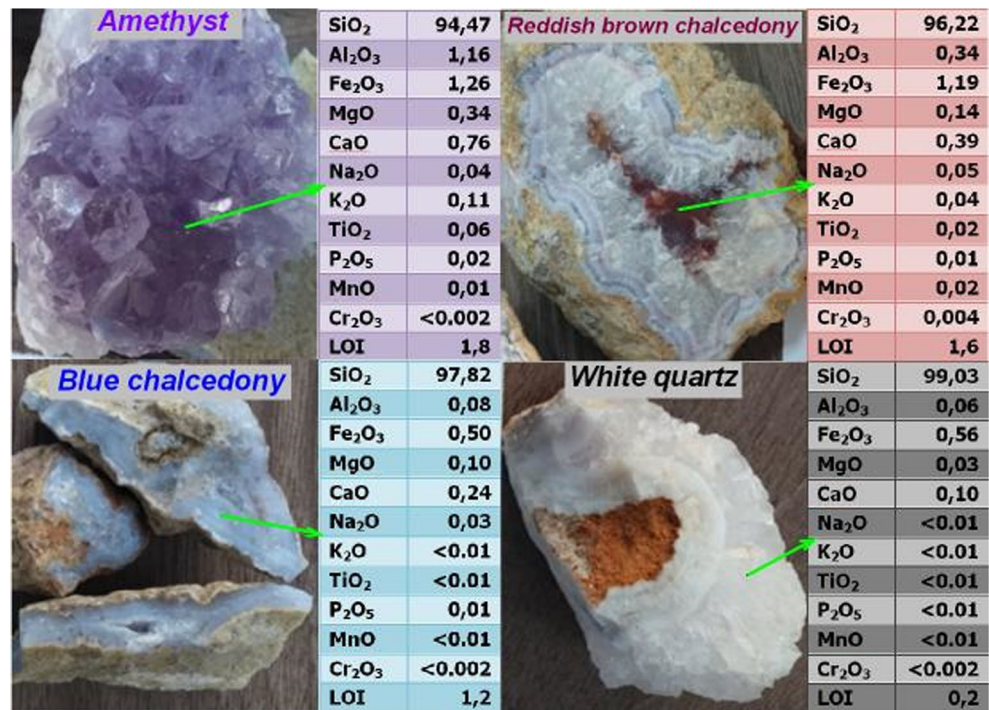 Amethyst
SiO₂ 94,47
Al₂O₃ 1,16
Fe₂O₃ 1,26
MgO 0,34
CaO 0,76
Na₂O 0,04
K₂O 0,11
TiO₂ 0,06
P₂O₅ 0,02
MnO 0,01
Cr₂O₃ <0.002
LOI 1,8
Reddish brown chalcedony
SiO₂ 96,22
Al₂O₃ 0,34
Fe₂O₃ 1,19
MgO 0,14
CaO 0,39
Na₂O 0,05
K₂O 0,04
TiO₂ 0,02
P₂O₅ 0,01
MnO 0,02
Cr₂O₃ 0,004
LOI 1,6
Blue chalcedony
SiO₂ 97,82
Al₂O₃ 0,08
Fe₂O₃ 0,50
MgO 0,10
CaO 0,24
Na₂O 0,03
K₂O <0.01
TiO₂ <0.01
P₂O₅ 0,01
MnO <0.01
Cr₂O₃ <0.002
LOI 1,2
White quartz
SiO₂ 99,03
Al₂O₃ 0,06
Fe₂O₃ 0,56
MgO 0,03
CaO 0,10
Na₂O <0.01
K₂O <0.01
TiO₂ <0.01
P₂O₅ <0.01
MnO <0.01
Cr₂O₃ <0.002
LOI 0,2